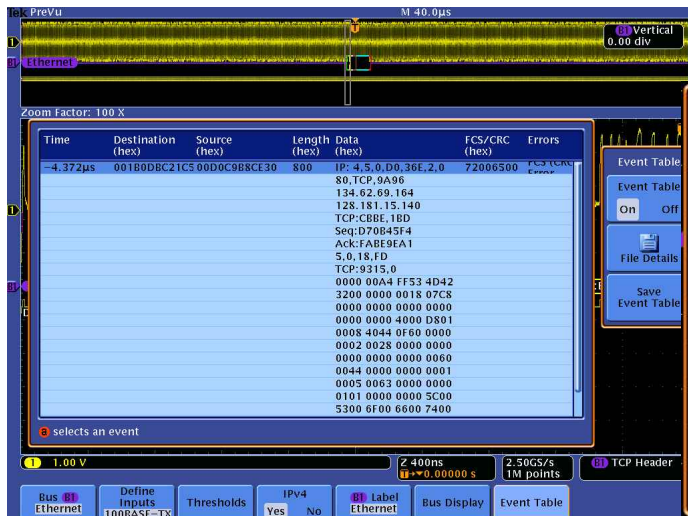 Tek PreVu M 40.0µs
B1 Vertical
0.00 div
1
B1 Ethernet
Zoom Factor: 100 X
Time Destination (hex) Source (hex) Length (hex) Data (hex) FCS/CRC (hex) Errors
-4.372µs 001B0DBC21C5 00D0C9B8CE30 800 IP: 4,5,0,D0,36E,2,0 72006500 FCS (CRC) Error
80,TCP,9A96
134.62.69.164
128.181.15.140
TCP:CBBE,1BD
Seq:D70B45F4
Ack:FABE9EA1
5,0,18,FD
TCP:9315,0
0000 00A4 FF53 4D42
3200 0000 0018 07C8
0000 0000 0000 0000
0000 0000 4000 D801
0008 4044 0F60 0000
0002 0028 0000 0000
0000 0000 0000 0060
0044 0000 0000 0001
0005 0063 0000 0000
0101 0000 0000 5C00
5300 6F00 6600 7400
a selects an event
Event Table
Event Table
On Off
File Details
Save
Event Table
1
B1
1 1.00 V
Z 400ns
T→▼0.00000 s
2.50GS/s
1M points
B1 TCP Header
Bus B1
Ethernet
Define
Inputs
100BASE-TX
Thresholds
IPv4
Yes No
B1 Label
Ethernet
Bus Display
Event Table